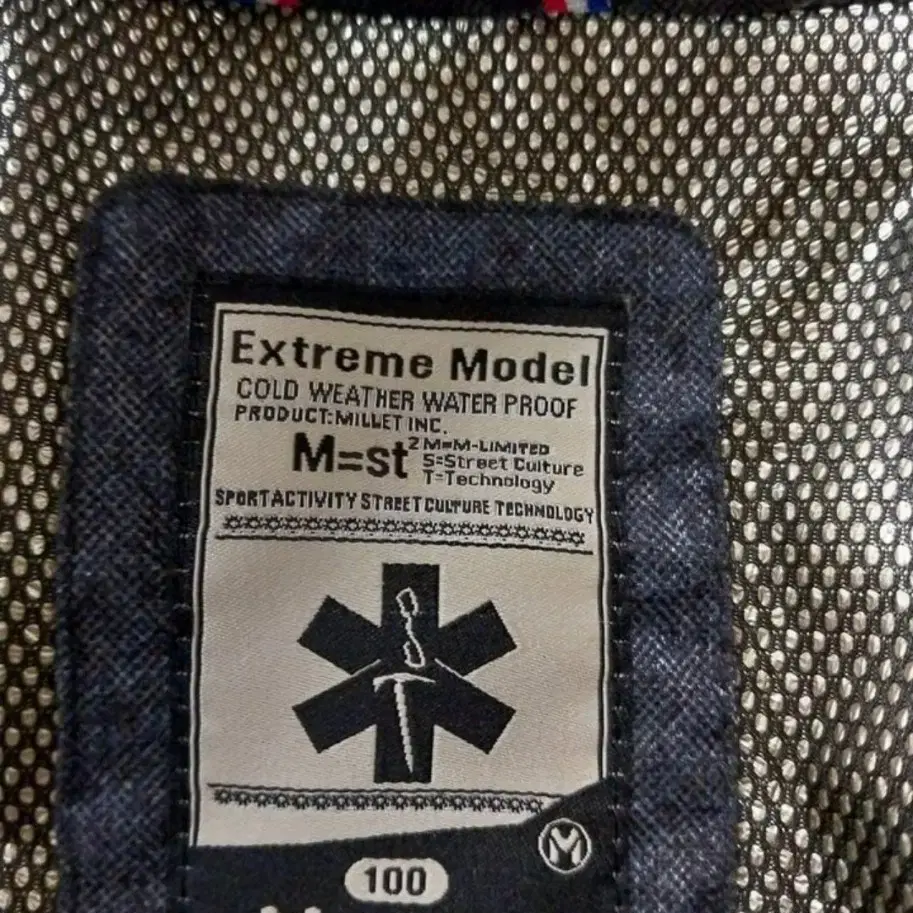 Extreme Model
COLD WEATHER WATER PROOF
PRODUCT:MILLET INC.
M=st² M=M-LIMITED
S=Street Culture
T=Technology
SPORT ACTIVITY STREET CULTURE TECHNOLOGY
M
100